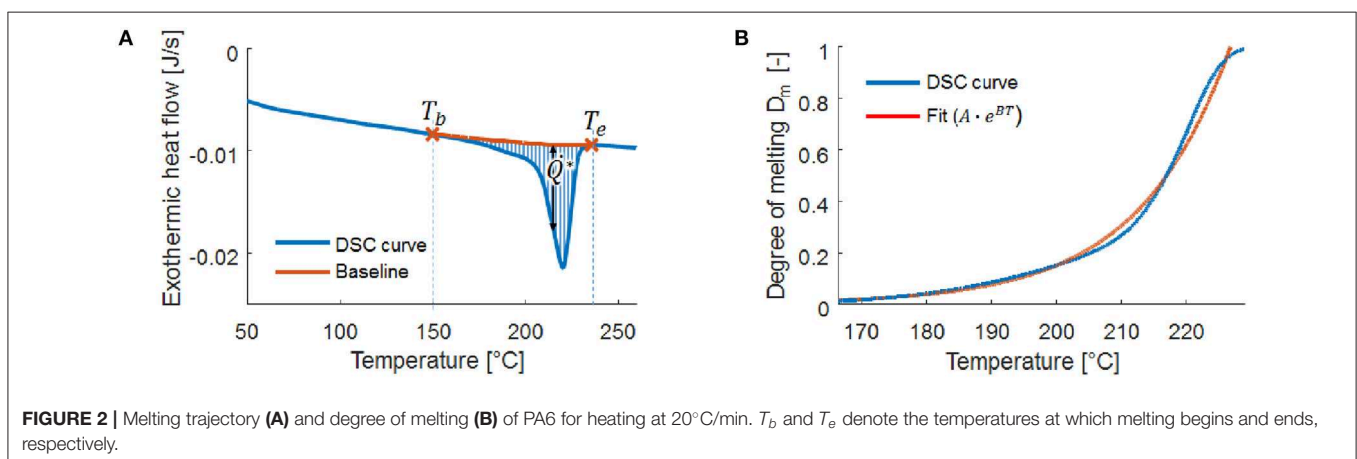 A
Exothermic heat flow [J/s]
0
-0.01
-0.02
T_b
T_e
Q̇*
DSC curve
Baseline
50 100 150 200 250
Temperature [°C]
B
Degree of melting D_m [-]
1
0.8
0.6
0.4
0.2
0
DSC curve
Fit (A · e^{BT})
170 180 190 200 210 220
Temperature [°C]
FIGURE 2 | Melting trajectory (A) and degree of melting (B) of PA6 for heating at 20°C/min. T_b and T_e denote the temperatures at which melting begins and ends,
respectively.